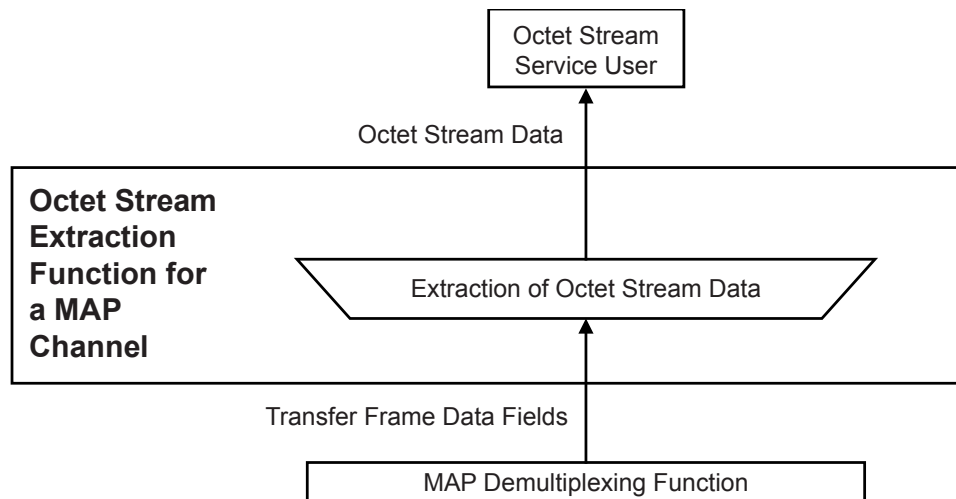 Octet Stream
Service User
Octet Stream Data
Octet Stream
Extraction
Function for
a MAP
Channel
Extraction of Octet Stream Data
Transfer Frame Data Fields
MAP Demultiplexing Function